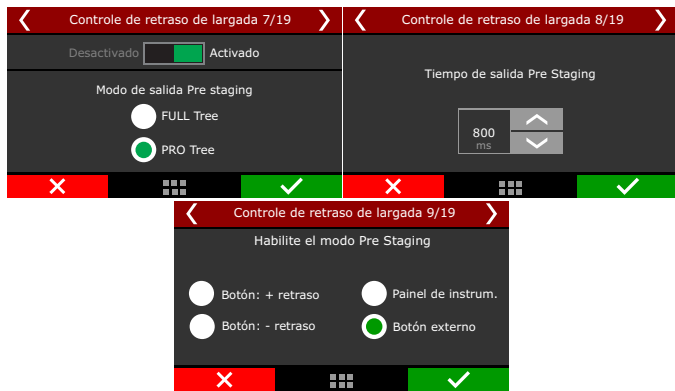 Controle de retraso de largada 7/19
Desactivado Activado
Modo de salida Pre staging
FULL Tree
PRO Tree
Controle de retraso de largada 8/19
Tiempo de salida Pre Staging
800
ms
Controle de retraso de largada 9/19
Habilite el modo Pre Staging
Botón: + retraso
Painel de instrum.
Botón: - retraso
Botón externo